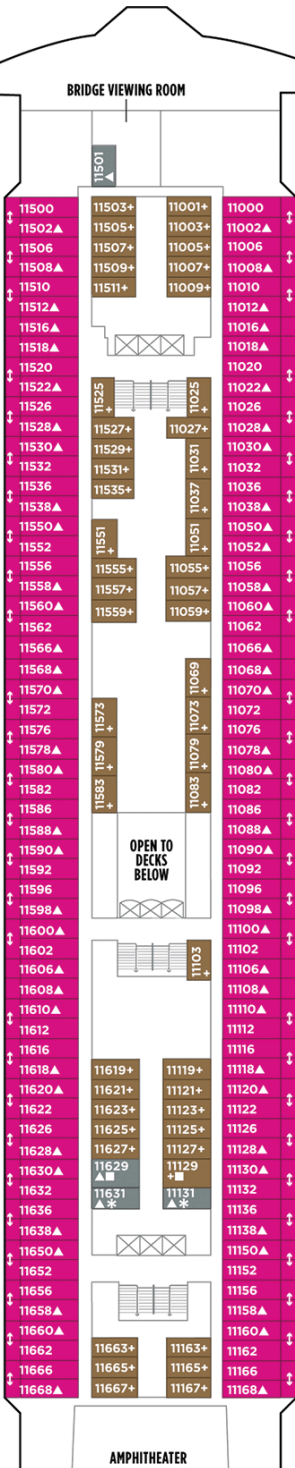 BRIDGE VIEWING ROOM
11501
▲
11500 11503+ 11001+ 11000
11502▲ 11505+ 11003+ 11002▲
11506 11507+ 11005+ 11006
11508▲ 11509+ 11007+ 11008▲
11510 11511+ 11009+ 11010
11512▲ 11012▲
11516▲ 11016▲
11518▲ 11018▲
11520 11020
11522▲ 11525+ 11025+ 11022▲
11526 11026
11528▲ 11527+ 11027+ 11028▲
11530▲ 11529+ 11031+ 11030▲
11532 11531+ 11032
11536 11535+ 11037+ 11036
11538▲ 11038▲
11550▲ 11551+ 11051+ 11050▲
11552 11052▲
11556 11555+ 11055+ 11056
11558▲ 11557+ 11057+ 11058▲
11560▲ 11559+ 11059+ 11060▲
11562 11062
11566▲ 11066▲
11568▲ 11069+ 11068▲
11570▲ 11070▲
11572 11573+ 11073+ 11072
11576 11076
11578▲ 11579+ 11079+ 11078▲
11580▲ 11080▲
11582 11583+ 11083+ 11082
11586 11086
11588▲ 11088▲
11590▲ OPEN TO 11090▲
11592 DECKS 11092
11596 BELOW 11096
11598▲ 11098▲
11600▲ 11100▲
11602 11103+ 11102
11606▲ 11106▲
11608▲ 11108▲
11610▲ 11110▲
11612 11112
11616 11116
11618▲ 11619+ 11119+ 11118▲
11620▲ 11621+ 11121+ 11120▲
11622 11623+ 11123+ 11122
11626 11625+ 11125+ 11126
11628▲ 11627+ 11127+ 11128▲
11630▲ 11629▲■ 11129+■ 11130▲
11632 11631▲* 11131▲* 11132
11636 11136
11638▲ 11138▲
11650▲ 11150▲
11652 11152
11656 11156
11658▲ 11158▲
11660▲ 11160▲
11662 11663+ 11163+ 11162
11666 11665+ 11165+ 11166
11668▲ 11667+ 11167+ 11168▲
AMPHITHEATER